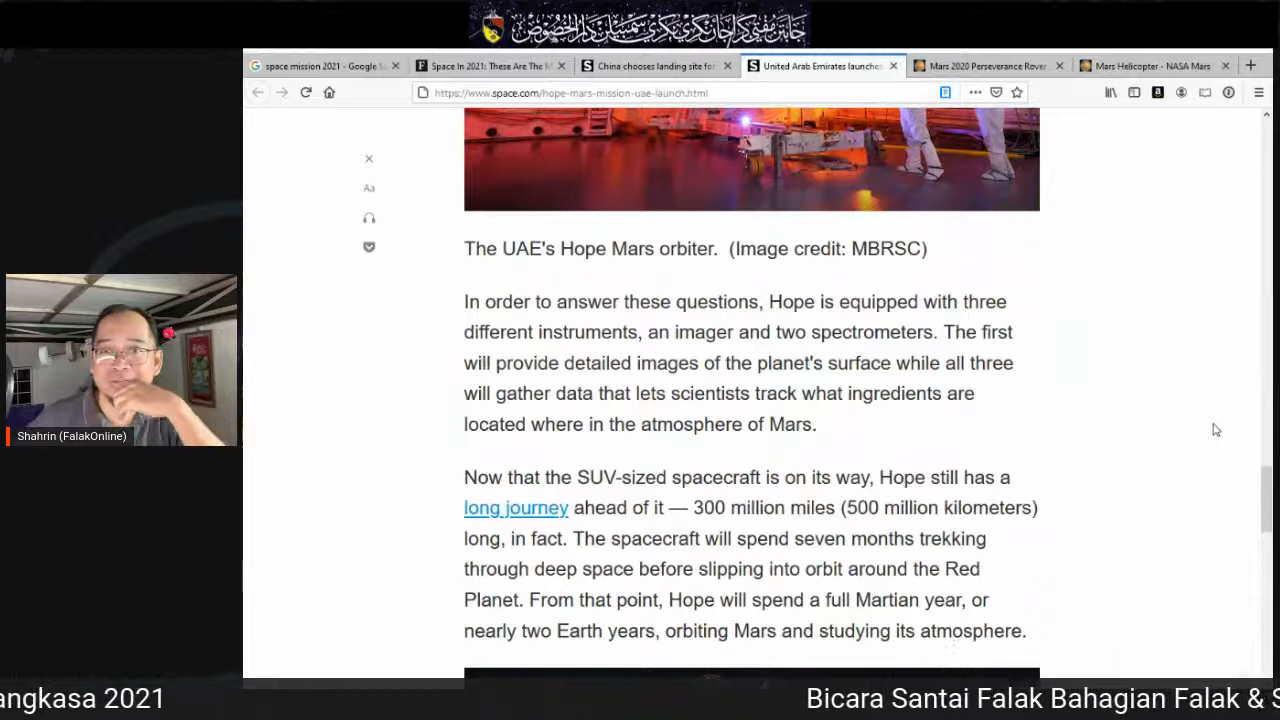 جابتن مفتي كراجأن نݢري نݢري سمبيلن دارالخصوص
space mission 2021 - Google S
Space In 2021: These Are The M
China chooses landing site for
United Arab Emirates launches
Mars 2020 Perseverance Rover
Mars Helicopter - NASA Mars
https://www.space.com/hope-mars-mission-uae-launch.html
Aa
The UAE's Hope Mars orbiter. (Image credit: MBRSC)
In order to answer these questions, Hope is equipped with three
different instruments, an imager and two spectrometers. The first
will provide detailed images of the planet's surface while all three
will gather data that lets scientists track what ingredients are
located where in the atmosphere of Mars.
Now that the SUV-sized spacecraft is on its way, Hope still has a
long journey ahead of it — 300 million miles (500 million kilometers)
long, in fact. The spacecraft will spend seven months trekking
through deep space before slipping into orbit around the Red
Planet. From that point, Hope will spend a full Martian year, or
nearly two Earth years, orbiting Mars and studying its atmosphere.
Shahrin (FalakOnline)
angkasa 2021
Bicara Santai Falak Bahagian Falak & S